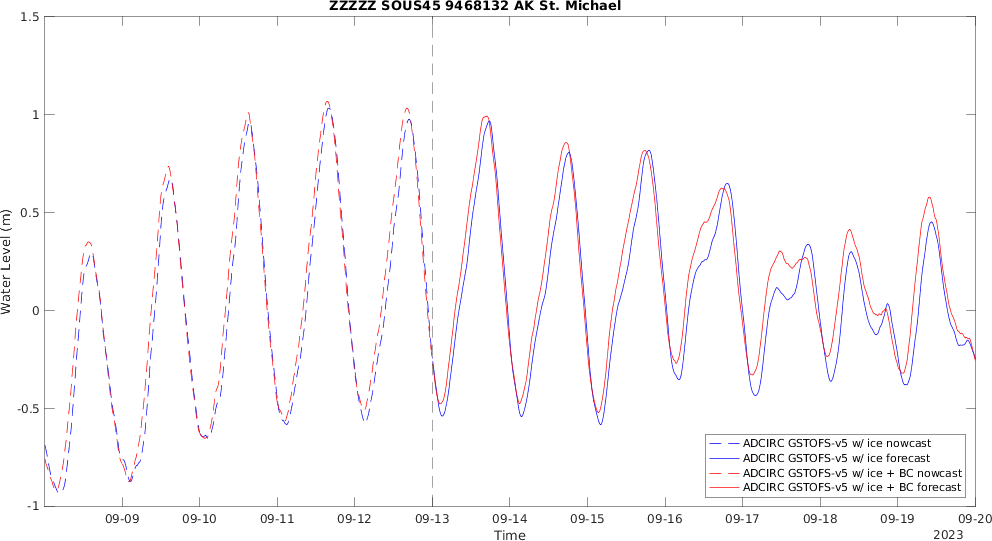 ZZZZZ SOUS45 9468132 AK St. Michael
1.5
1
0.5
0
-0.5
-1
Water Level (m)
09-09 09-10 09-11 09-12 09-13 09-14 09-15 09-16 09-17 09-18 09-19 09-20
Time
2023
ADCIRC GSTOFS-v5 w/ ice nowcast
ADCIRC GSTOFS-v5 w/ ice forecast
ADCIRC GSTOFS-v5 w/ ice + BC nowcast
ADCIRC GSTOFS-v5 w/ ice + BC forecast